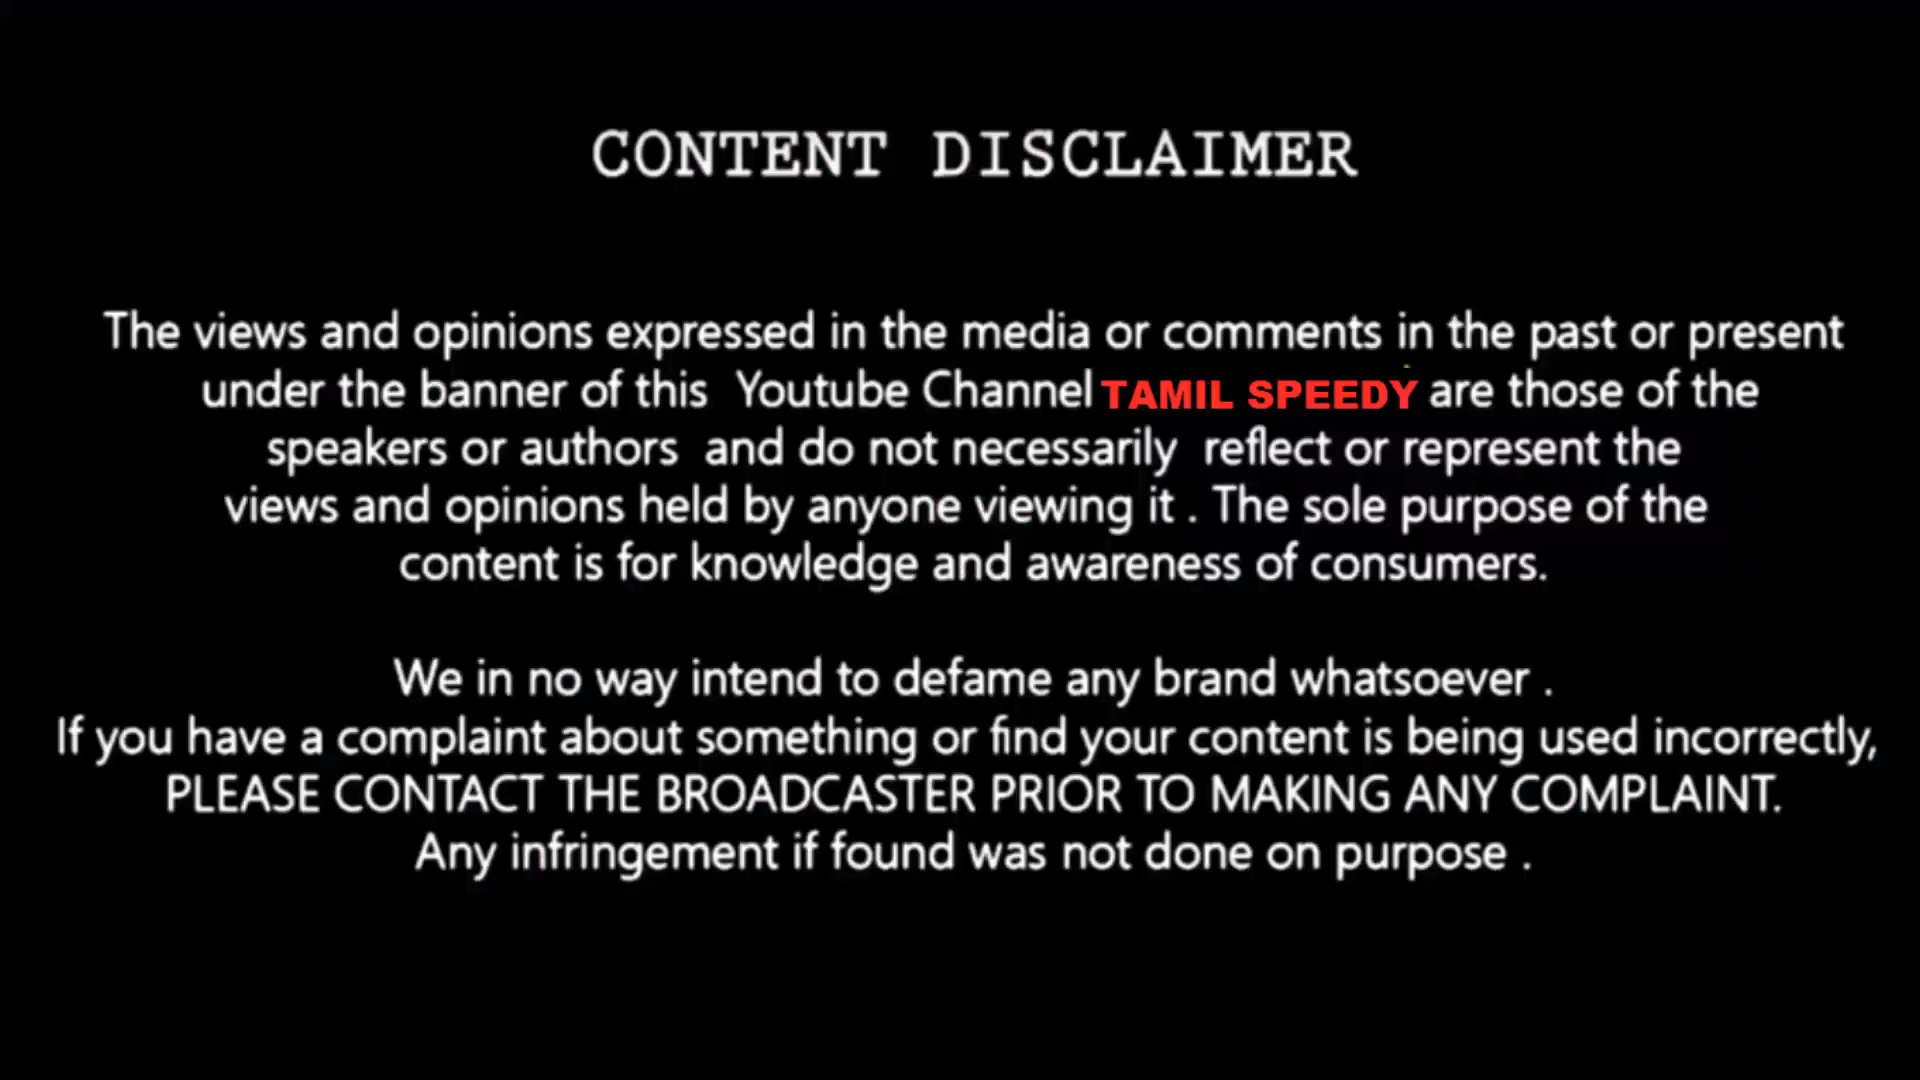 CONTENT DISCLAIMER
The views and opinions expressed in the media or comments in the past or present
under the banner of this Youtube Channel TAMIL SPEEDY are those of the
speakers or authors and do not necessarily reflect or represent the
views and opinions held by anyone viewing it . The sole purpose of the
content is for knowledge and awareness of consumers.
We in no way intend to defame any brand whatsoever .
If you have a complaint about something or find your content is being used incorrectly,
PLEASE CONTACT THE BROADCASTER PRIOR TO MAKING ANY COMPLAINT.
Any infringement if found was not done on purpose .